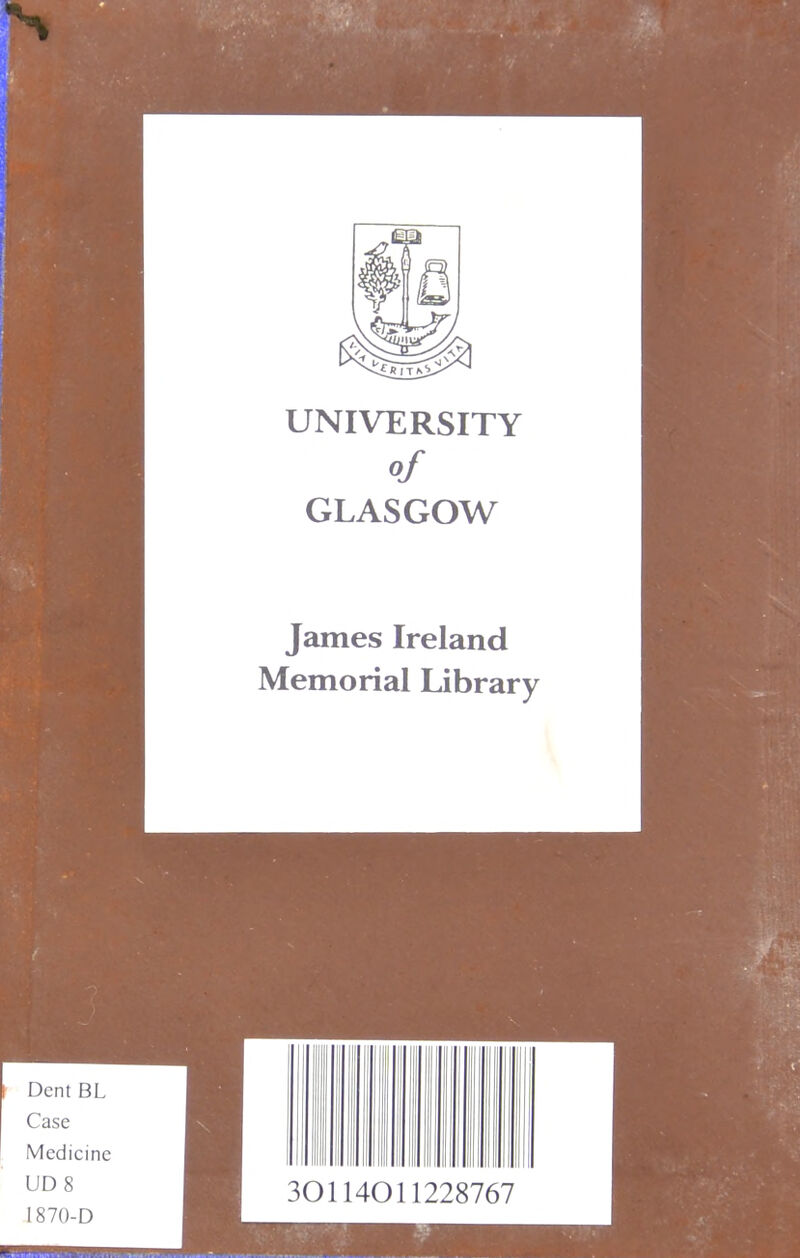 VIA VERITAS VITA
UNIVERSITY
of
GLASGOW
James Ireland
Memorial Library
Dent BL
Case
Medicine
UD 8
1870-D
30114011228767